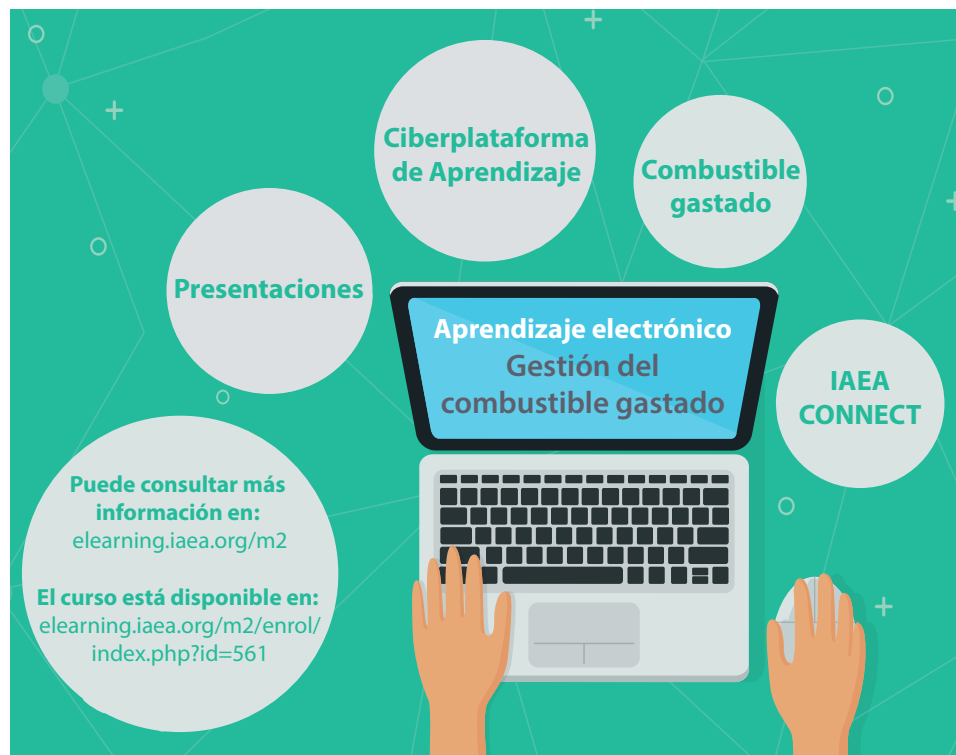 Ciberplataforma
de Aprendizaje
Combustible
gastado
Presentaciones
Aprendizaje electrónico
Gestión del
combustible gastado
IAEA
CONNECT
Puede consultar más
información en:
elearning.iaea.org/m2
El curso está disponible en:
elearning.iaea.org/m2/enrol/
index.php?id=561